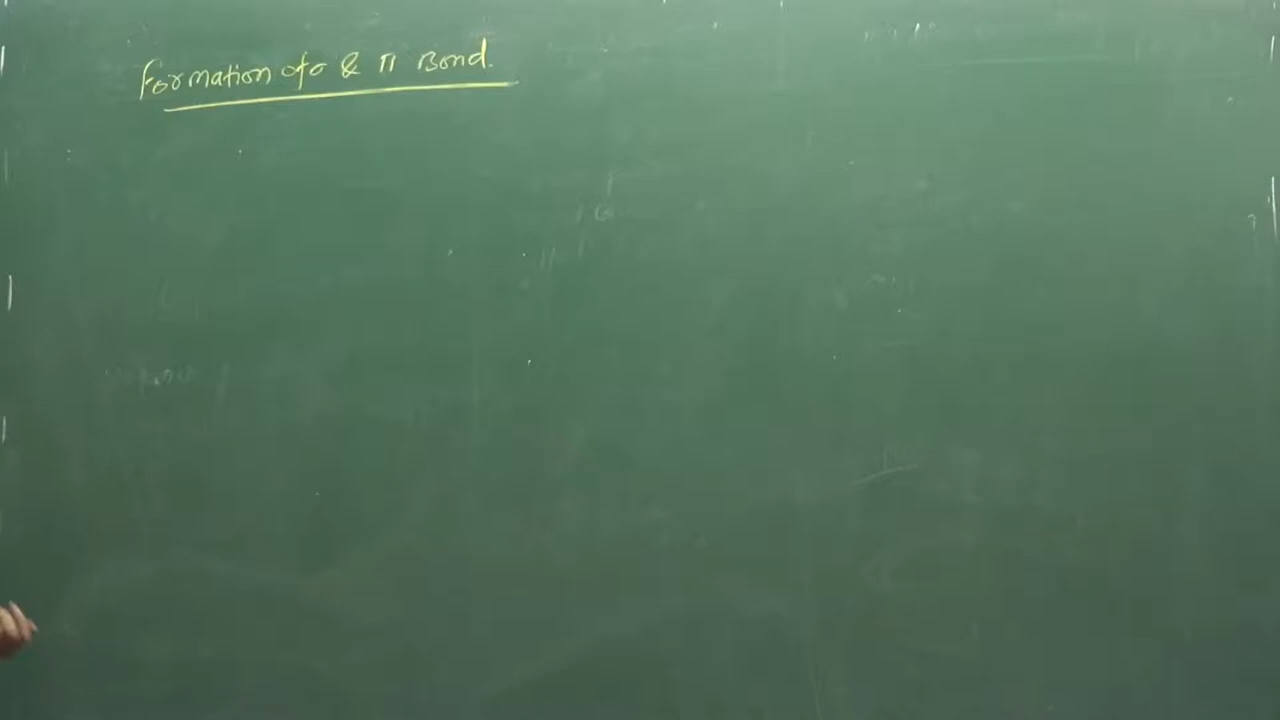 Formation of σ & π Bond.